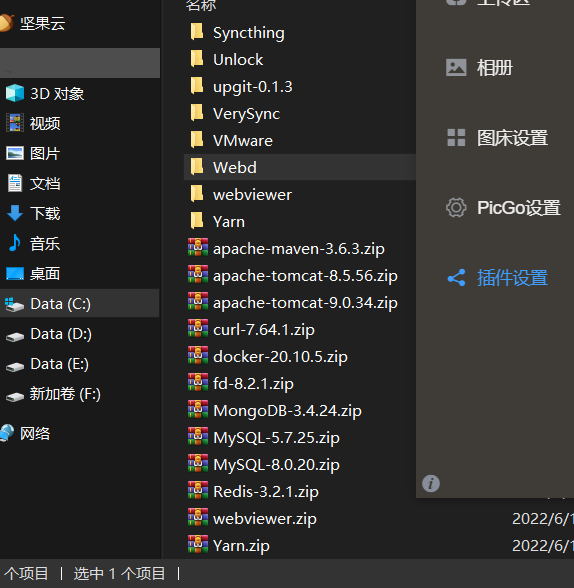 坚果云
3D 对象
视频
图片
文档
下载
音乐
桌面
Data (C:)
Data (D:)
Data (E:)
新加卷 (F:)
网络
名称
Syncthing
Unlock
upgit-0.1.3
VerySync
VMware
Webd
webviewer
Yarn
apache-maven-3.6.3.zip
apache-tomcat-8.5.56.zip
apache-tomcat-9.0.34.zip
curl-7.64.1.zip
docker-20.10.5.zip
fd-8.2.1.zip
MongoDB-3.4.24.zip
MySQL-5.7.25.zip
MySQL-8.0.20.zip
Redis-3.2.1.zip
webviewer.zip 2022/6/1
Yarn.zip 2022/6/1
上传区
相册
图床设置
PicGo设置
插件设置
个项目 | 选中 1 个项目 |